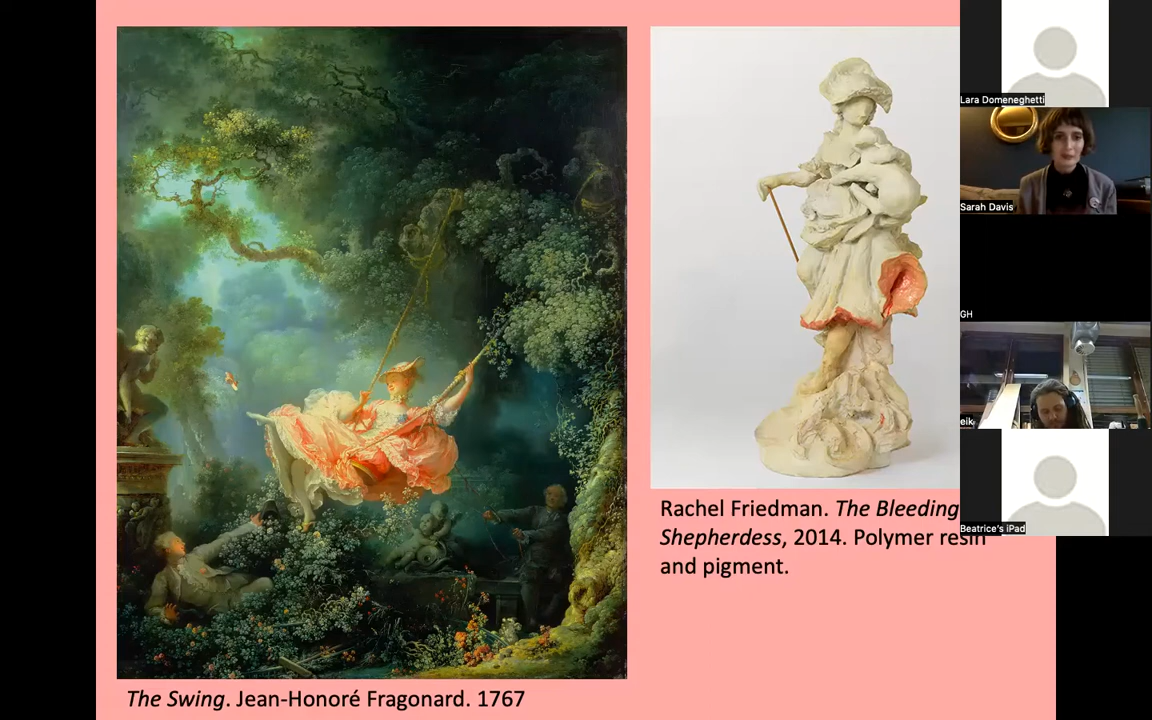 The Swing. Jean-Honoré Fragonard. 1767
Rachel Friedman. The Bleeding
Shepherdess, 2014. Polymer resin
and pigment.
Lara Domeneghetti
Sarah Davis
GH
eik
Beatrice's iPad